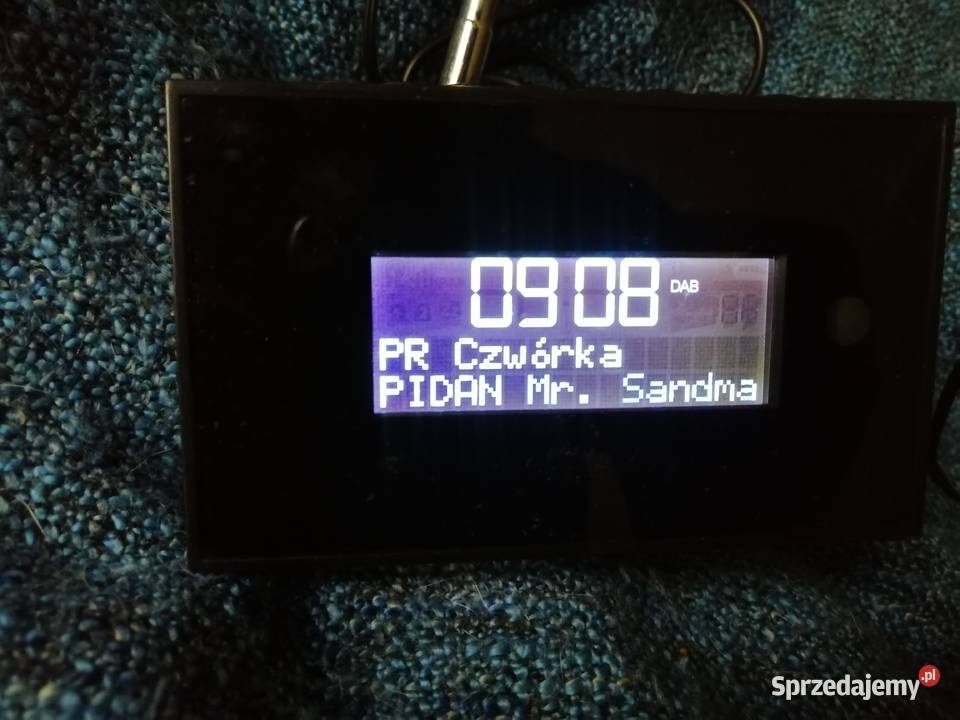 09 08 DAB
PR Czwórka
PIDAN Mr. Sandma
Sprzedajemy.pl